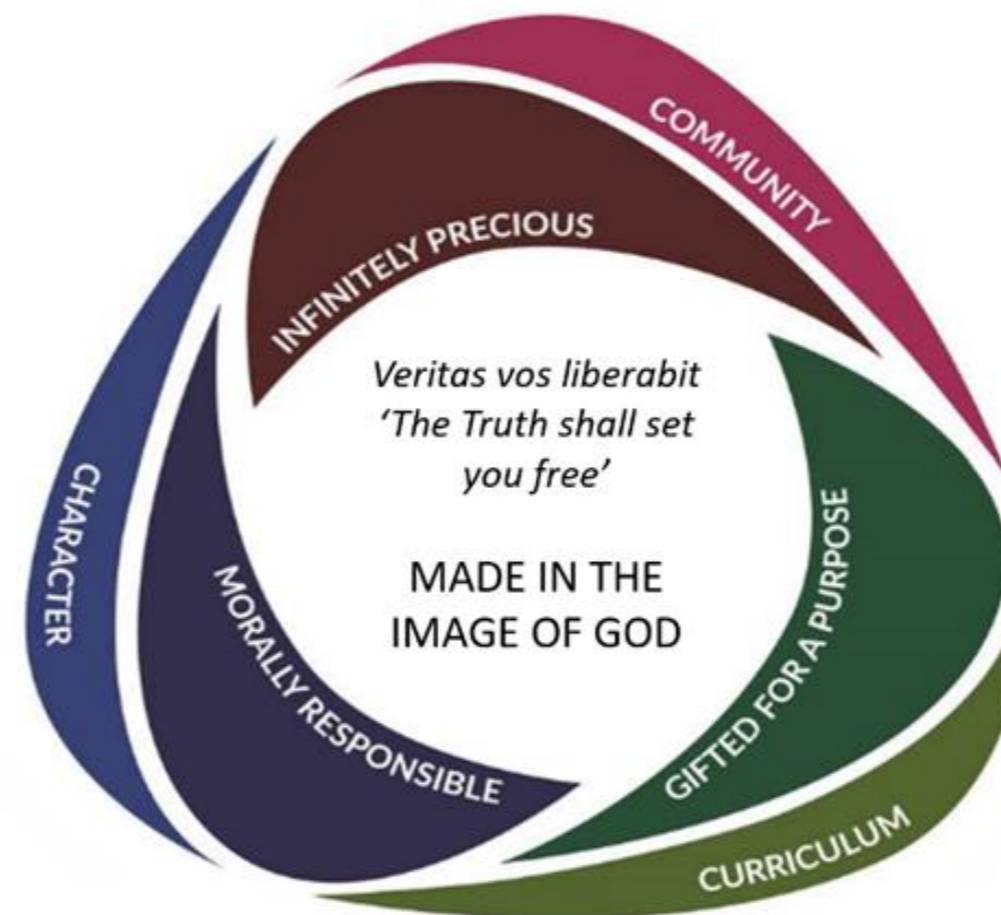 COMMUNITY
INFINITELY PRECIOUS
Veritas vos liberabit
‘The Truth shall set
you free’
MADE IN THE
IMAGE OF GOD
CHARACTER
MORALLY RESPONSIBLE
GIFTED FOR A PURPOSE
CURRICULUM